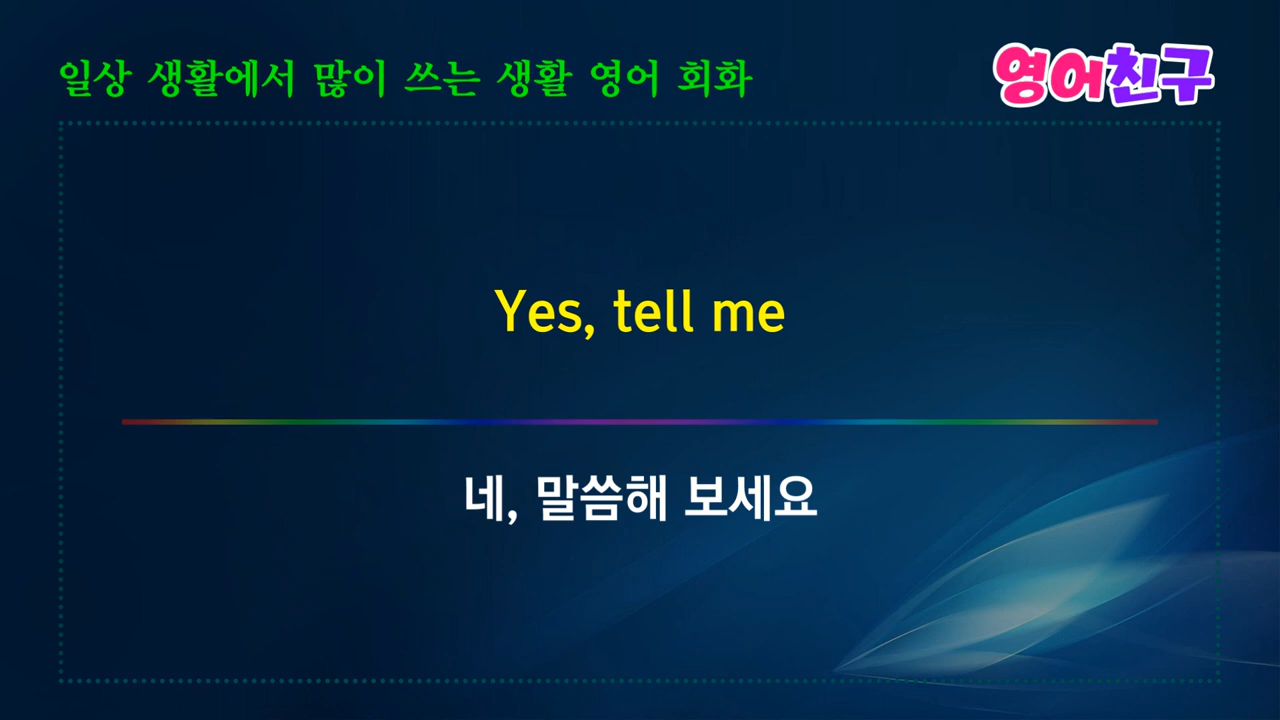 일상 생활에서 많이 쓰는 생활 영어 회화
영어친구
Yes, tell me
네, 말씀해 보세요